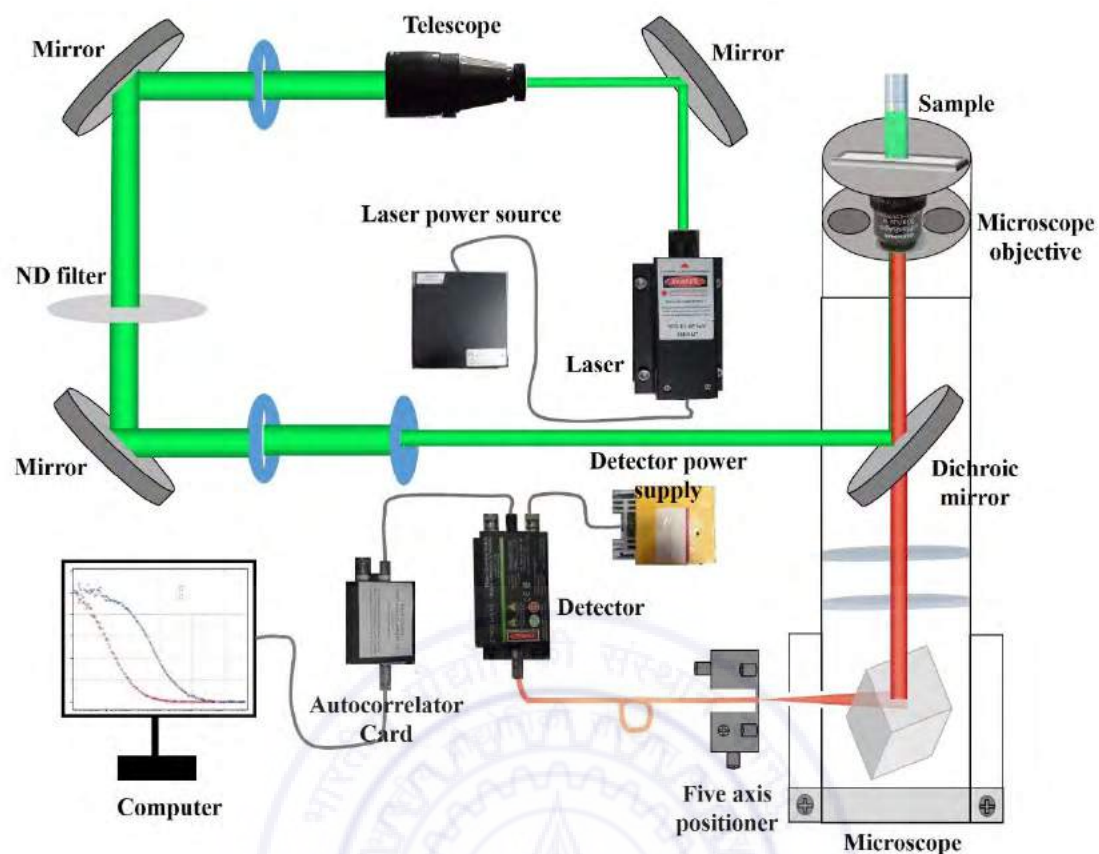 Telescope
Mirror
Mirror
Sample
Laser power source
Microscope
objective
ND filter
Laser
Mirror
Detector power
supply
Dichroic
mirror
Detector
Autocorrelator
Card
Five axis
positioner
Computer
Microscope